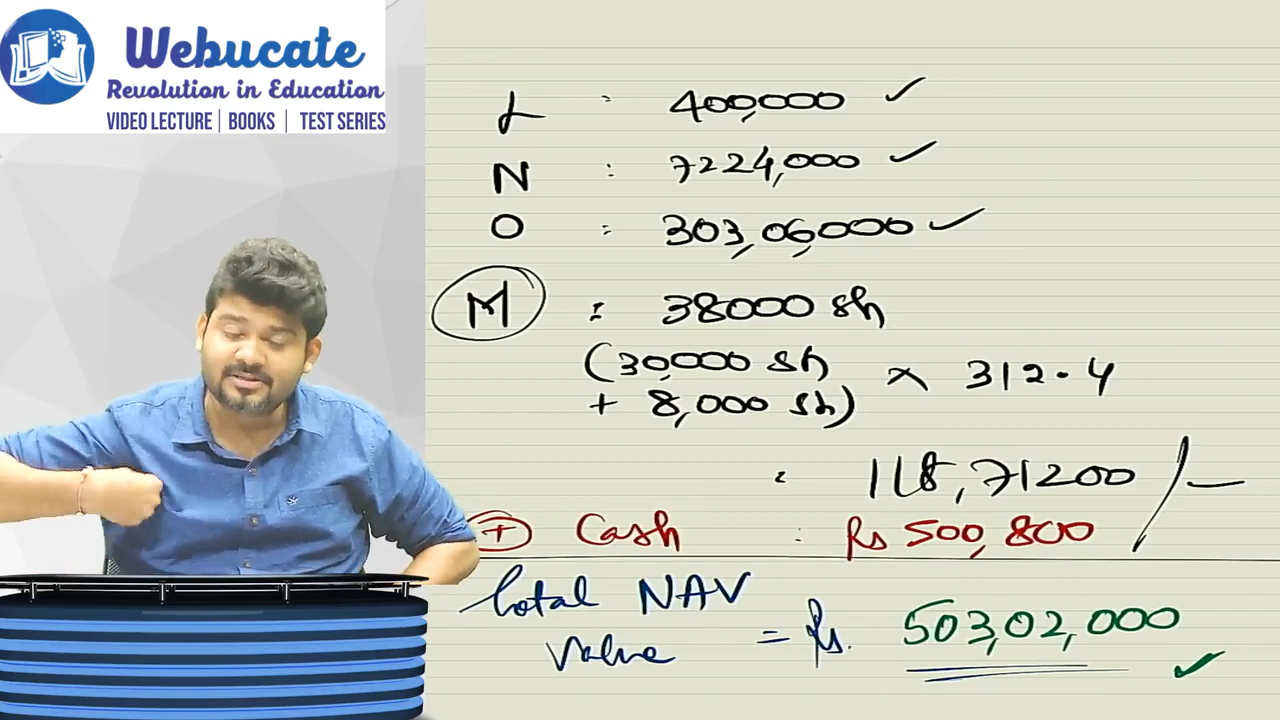 Webucate
Revolution in Education
VIDEO LECTURE | BOOKS | TEST SERIES
L : 400,000 ✓
N : 7224,000 ✓
O : 303,06,000 ✓
M : 38000 sh
(30,000 sh
+ 8,000 sh) × 312.4
= 118,71200/-
+ Cash : Rs 500,800
Total NAV
Value = Rs. 503,02,000 ✓